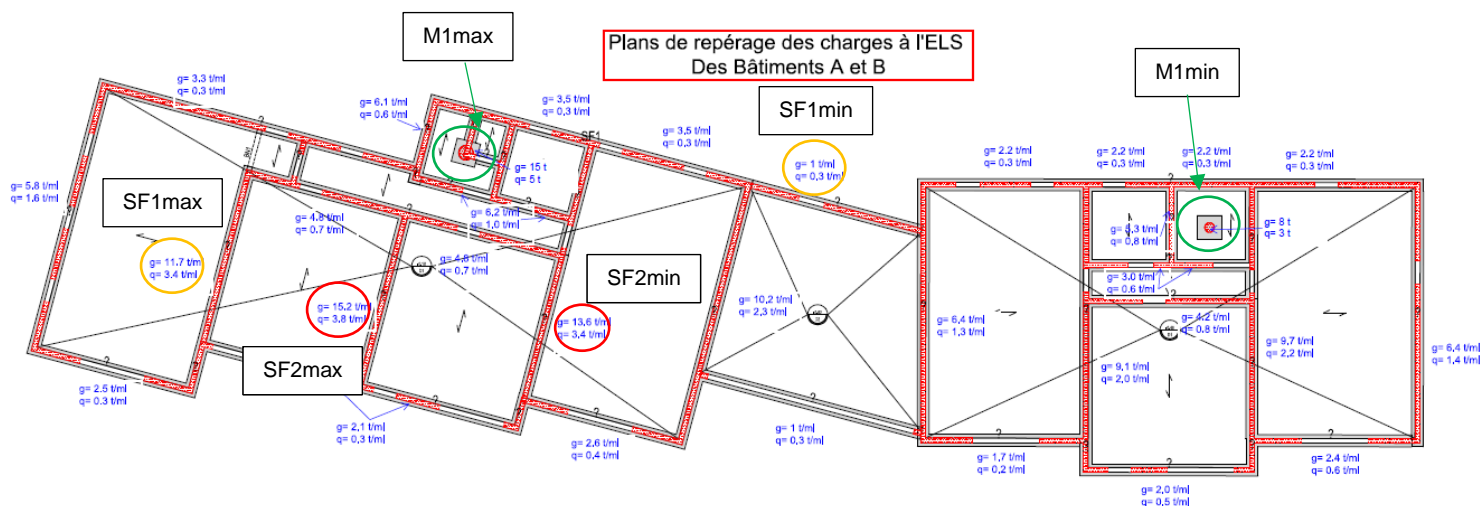 M1max
Plans de repérage des charges à l'ELS
Des Bâtiments A et B
M1min
SF1min
g= 3.3 t/ml
q= 0.3 t/ml
g= 6.1 t/ml
q= 0.6 t/ml
g= 3,5 t/ml
q= 0,3 t/ml
SF1
g= 3,5 t/ml
q= 0,3 t/ml
g= 1 t/ml
q= 0,3 t/ml
g= 2.2 t/ml
q= 0.3 t/ml
g= 2.2 t/ml
q= 0.3 t/ml
g= 2.2 t/ml
q= 0.3 t/ml
g= 2.2 t/ml
q= 0.3 t/ml
g= 15 t
q= 5 t
g= 5,8 t/ml
q= 1.6 t/ml
SF1max
g= 4.8 t/ml
q= 0.7 t/ml
g= 6,2 t/ml
q= 1,0 t/ml
g= 8 t
q= 3 t
q= 0,8 t/ml
g= 11.7 t/m
q= 3.4 t/ml
g= 4,8 t/ml
q= 0.7 t/ml
SF2min
g= 3.0 t/ml
q= 0.6 t/ml
g= 15.2 t/ml
q= 3.8 t/ml
g= 13,6 t/ml
q= 3,4 t/ml
g= 10,2 t/ml
q= 2,3 t/ml
g= 6,4 t/ml
q= 1,3 t/ml
g= 4.2 t/ml
q= 0.8 t/ml
g= 9,7 t/ml
q= 2,2 t/ml
g= 6,4 t/ml
q= 1.4 t/ml
SF2max
g= 9,1 t/ml
q= 2,0 t/ml
g= 2.5 t/ml
q= 0.3 t/ml
g= 2,1 t/ml
q= 0,3 t/ml
g= 2.6 t/ml
q= 0.4 t/ml
g= 1 t/ml
q= 0,3 t/ml
g= 1,7 t/ml
q= 0,2 t/ml
g= 2.4 t/ml
q= 0.6 t/ml
g= 2,0 t/ml
q= 0.5 t/ml